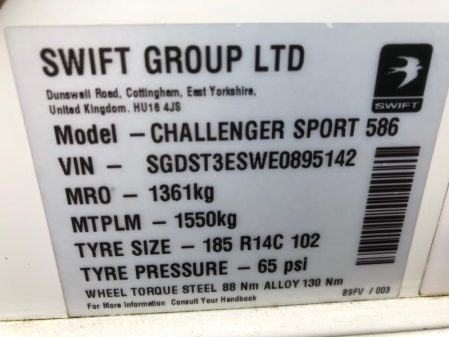 SWIFT GROUP LTD
Dunswell Road, Cottingham, East Yorkshire,
United Kingdom. HU16 4JS
SWIFT
Model - CHALLENGER SPORT 586
VIN - SGDST3ESWE0895142
MRO - 1361kg
MTPLM - 1550kg
TYRE SIZE - 185 R14C 102
TYRE PRESSURE - 65 psi
WHEEL TORQUE STEEL 88 Nm ALLOY 130 Nm
For More Information Consult Your Handbook
89FV / 003